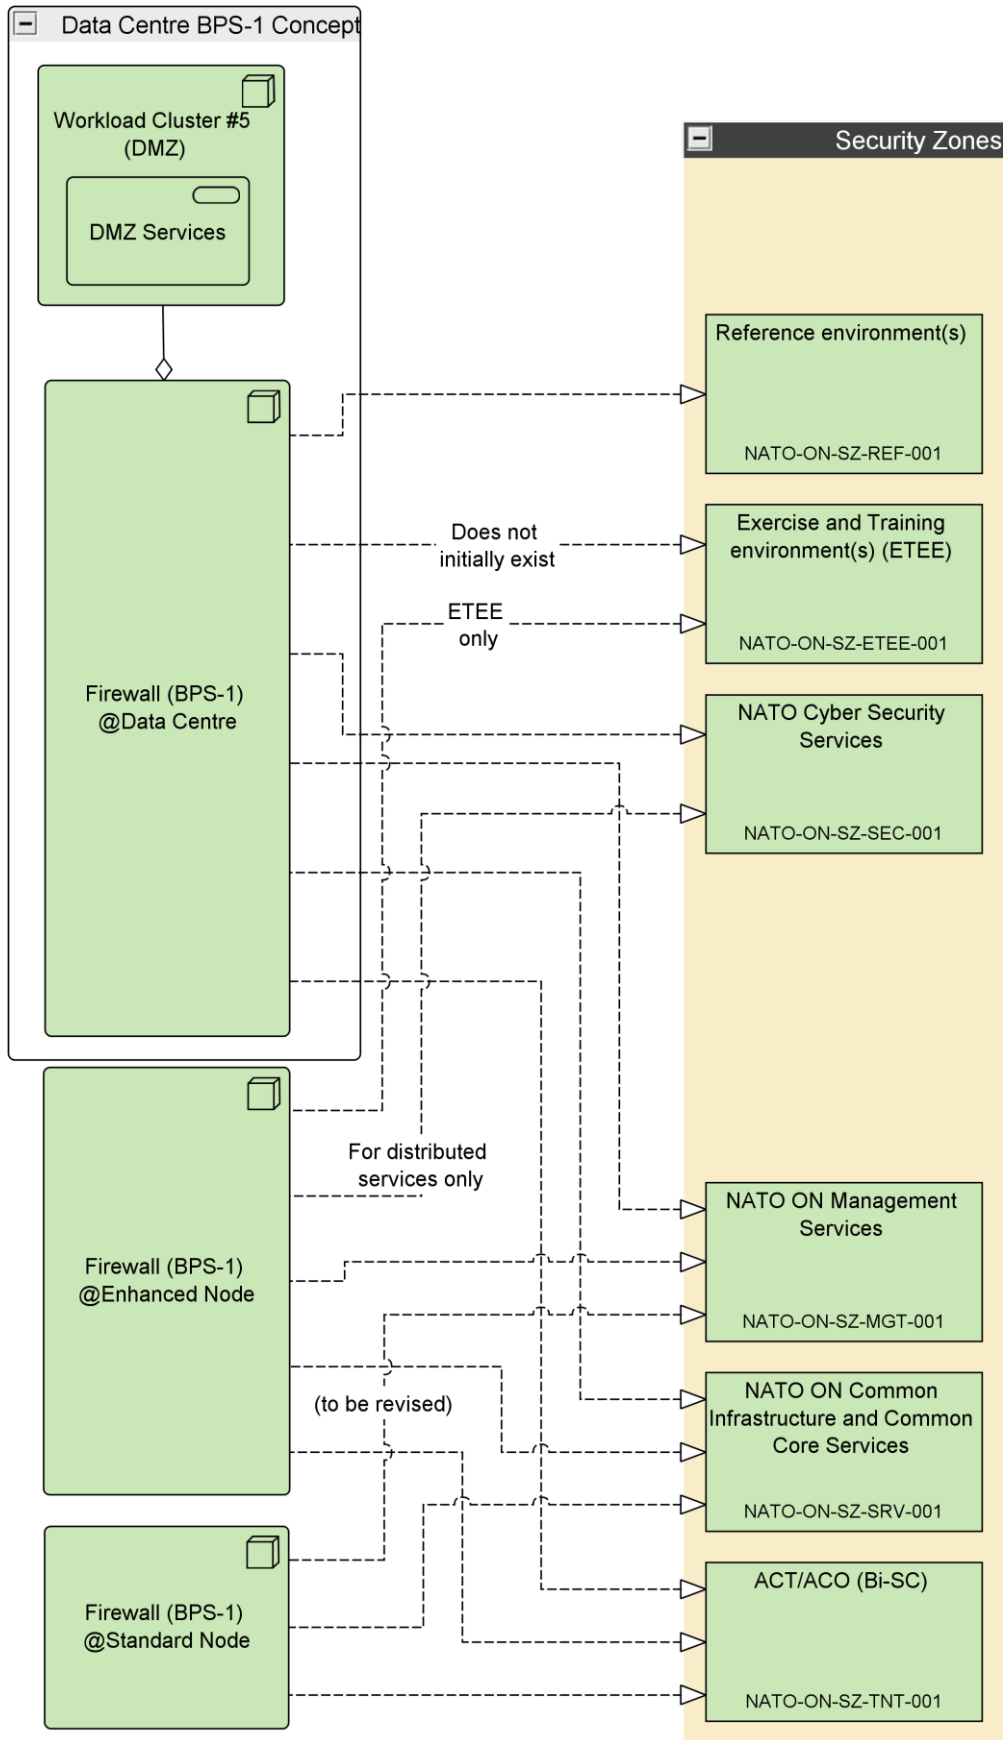 Data Centre BPS-1 Concept
Workload Cluster #5
(DMZ)
DMZ Services
Firewall (BPS-1)
@Data Centre
Firewall (BPS-1)
@Enhanced Node
Firewall (BPS-1)
@Standard Node
Does not
initially exist
ETEE
only
For distributed
services only
(to be revised)
Security Zones
Reference environment(s)
NATO-ON-SZ-REF-001
Exercise and Training
environment(s) (ETEE)
NATO-ON-SZ-ETEE-001
NATO Cyber Security
Services
NATO-ON-SZ-SEC-001
NATO ON Management
Services
NATO-ON-SZ-MGT-001
NATO ON Common
Infrastructure and Common
Core Services
NATO-ON-SZ-SRV-001
ACT/ACO (Bi-SC)
NATO-ON-SZ-TNT-001